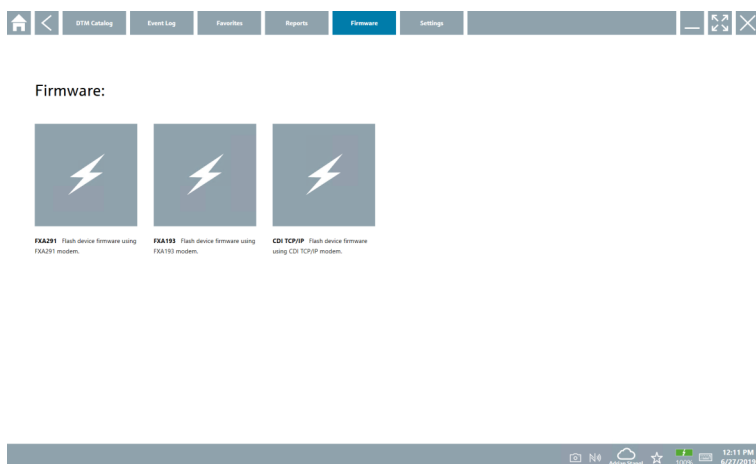 DTM Catalog
Event Log
Favorites
Reports
Firmware
Settings
Firmware:
FXA291 Flash device firmware using
FXA291 modem.
FXA193 Flash device firmware using
FXA193 modem.
CDI TCP/IP Flash device firmware
using CDI TCP/IP modem.
100%
12:11 PM
6/27/2019